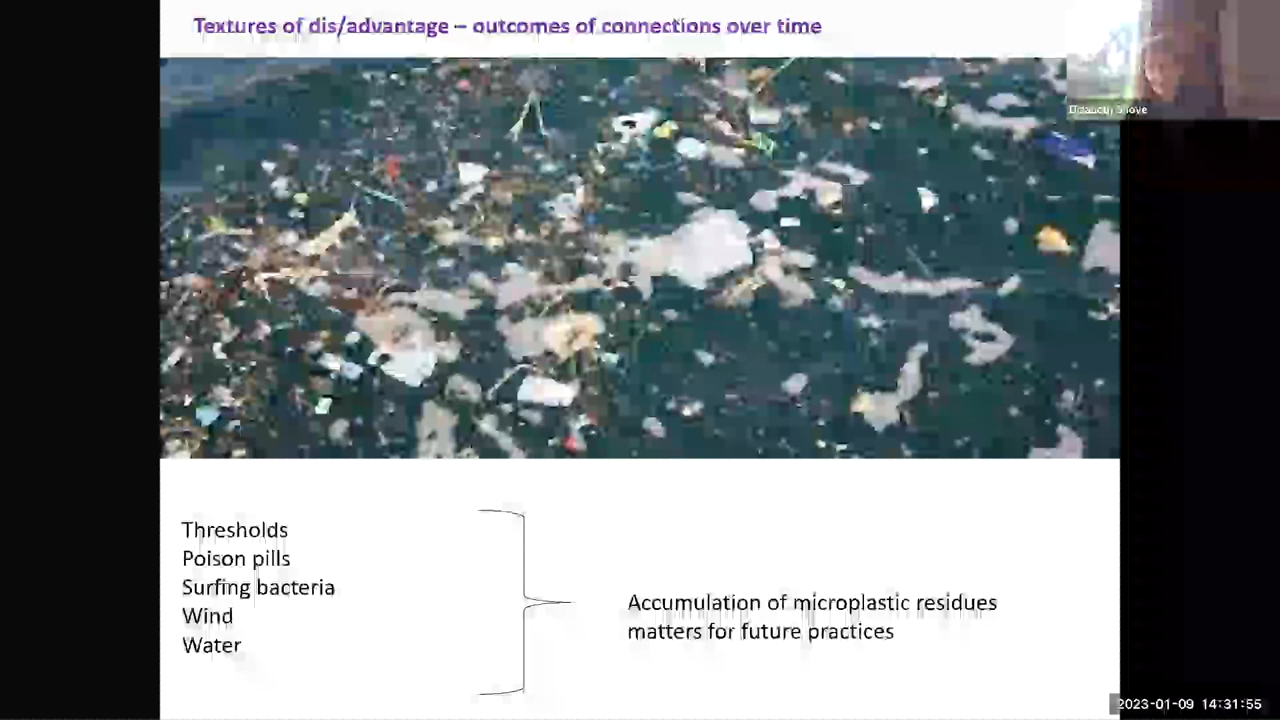 Textures of dis/advantage – outcomes of connections over time
Thresholds
Poison pills
Surfing bacteria
Wind
Water
Accumulation of microplastic residues
matters for future practices
2023-01-09 14:31:55